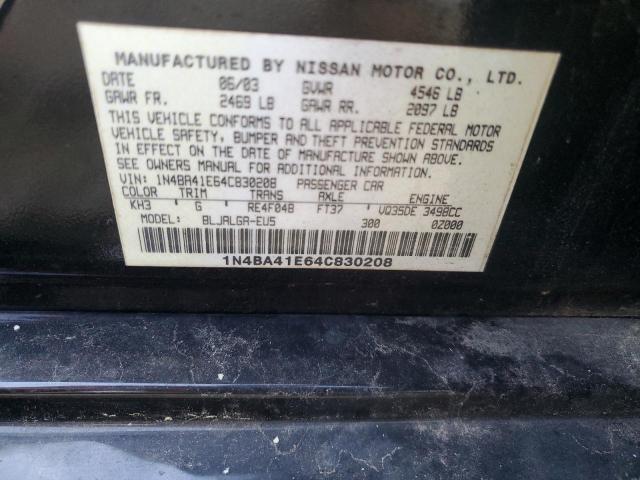 MANUFACTURED BY NISSAN MOTOR CO., LTD.
DATE 06/03 GVWR 4546 LB
GAWR FR. 2469 LB GAWR RR. 2097 LB
THIS VEHICLE CONFORMS TO ALL APPLICABLE FEDERAL MOTOR
VEHICLE SAFETY, BUMPER AND THEFT PREVENTION STANDARDS
IN EFFECT ON THE DATE OF MANUFACTURE SHOWN ABOVE.
SEE OWNERS MANUAL FOR ADDITIONAL INFORMATION.
VIN: 1N4BA41E64C830208 PASSENGER CAR
COLOR TRIM TRANS AXLE ENGINE
KH3 G RE4F04B FT37 VQ35DE 3498CC
MODEL: BLJALGA-EU5 300 0Z000
1N4BA41E64C830208